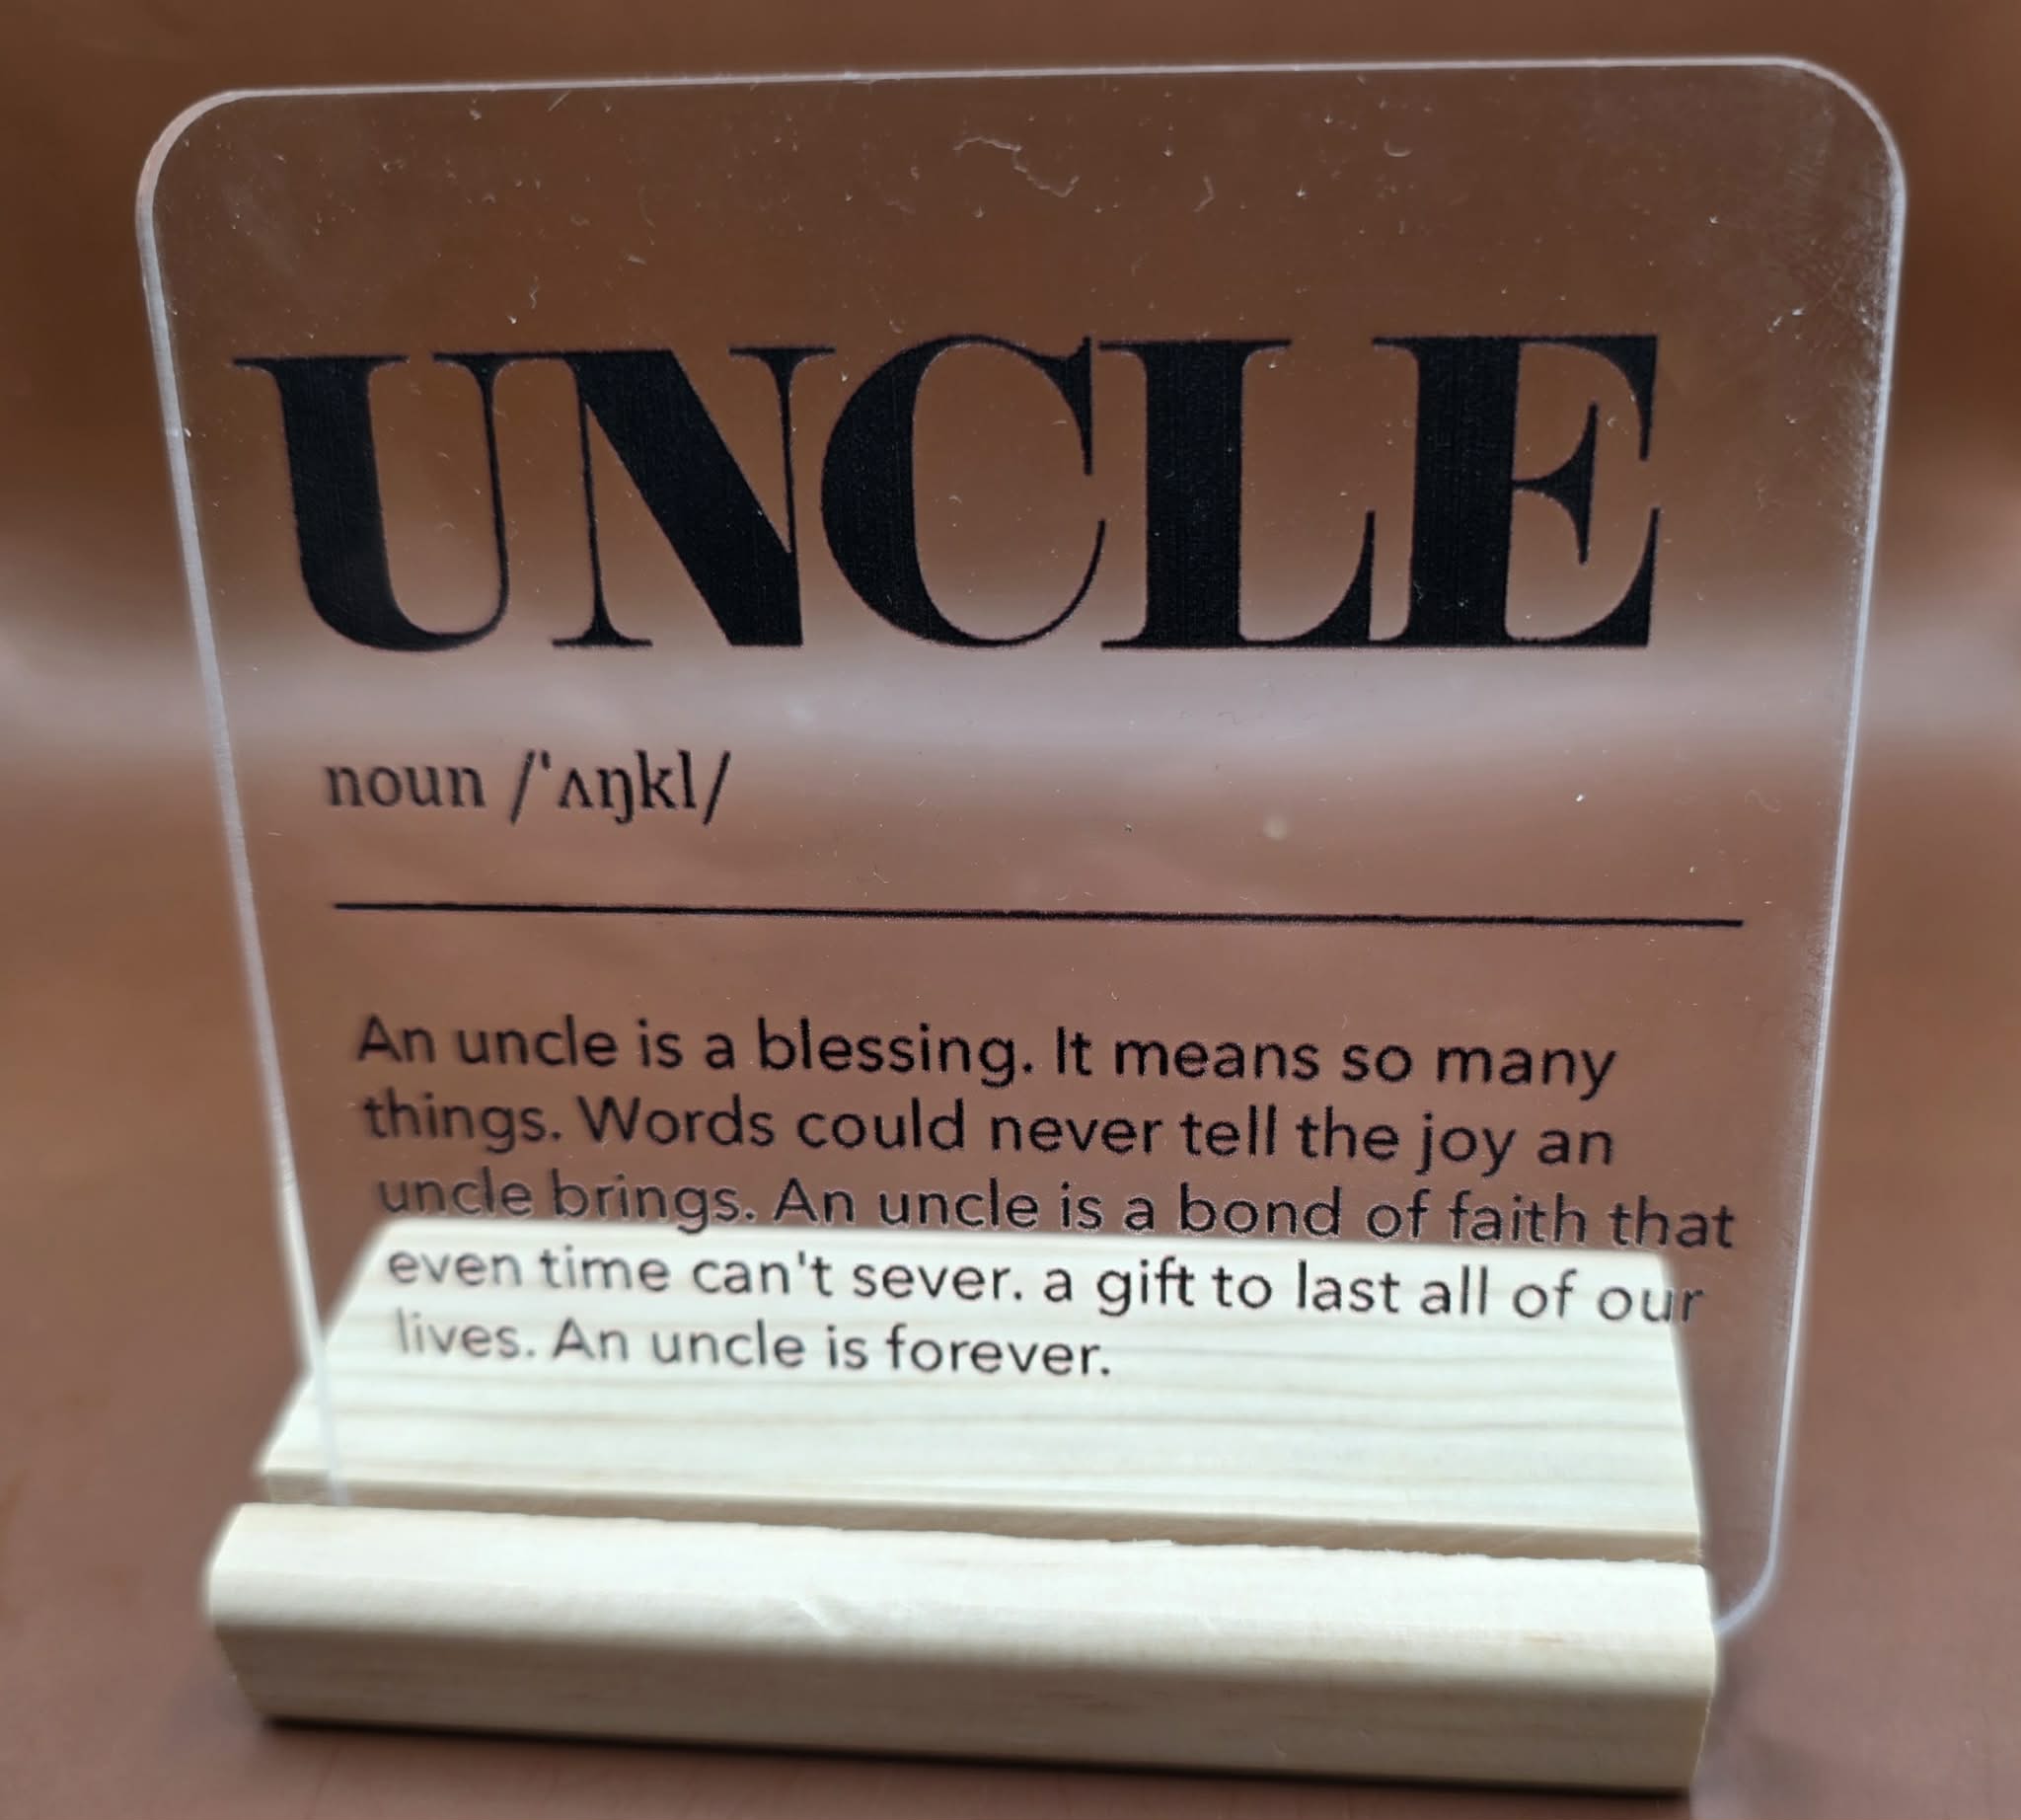 UNCLE
noun /ˈʌŋkl/
An uncle is a blessing. It means so many
things. Words could never tell the joy an
uncle brings. An uncle is a bond of faith that
even time can't sever. a gift to last all of our
lives. An uncle is forever.